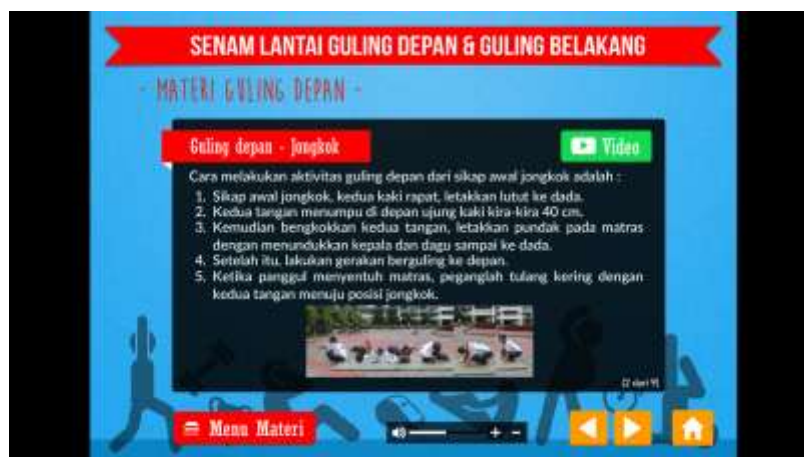 SENAM LANTAI GULING DEPAN & GULING BELAKANG
- MATERI GULING DEPAN -
Guling depan - Jongkok
Video
Cara melakukan aktivitas guling depan dari sikap awal jongkok adalah :
1. Sikap awal jongkok, kedua kaki rapat, letakkan lutut ke dada.
2. Kedua tangan menumpu di depan ujung kaki kira-kira 40 cm.
3. Kemudian bengkokkan kedua tangan, letakkan pundak pada matras
dengan menundukkan kepala dan dagu sampai ke dada.
4. Setelah itu, lakukan gerakan berguling ke depan.
5. Ketika panggul menyentuh matras, peganglah tulang kering dengan
kedua tangan menuju posisi jongkok.
(2 dari 9)
Menu Materi